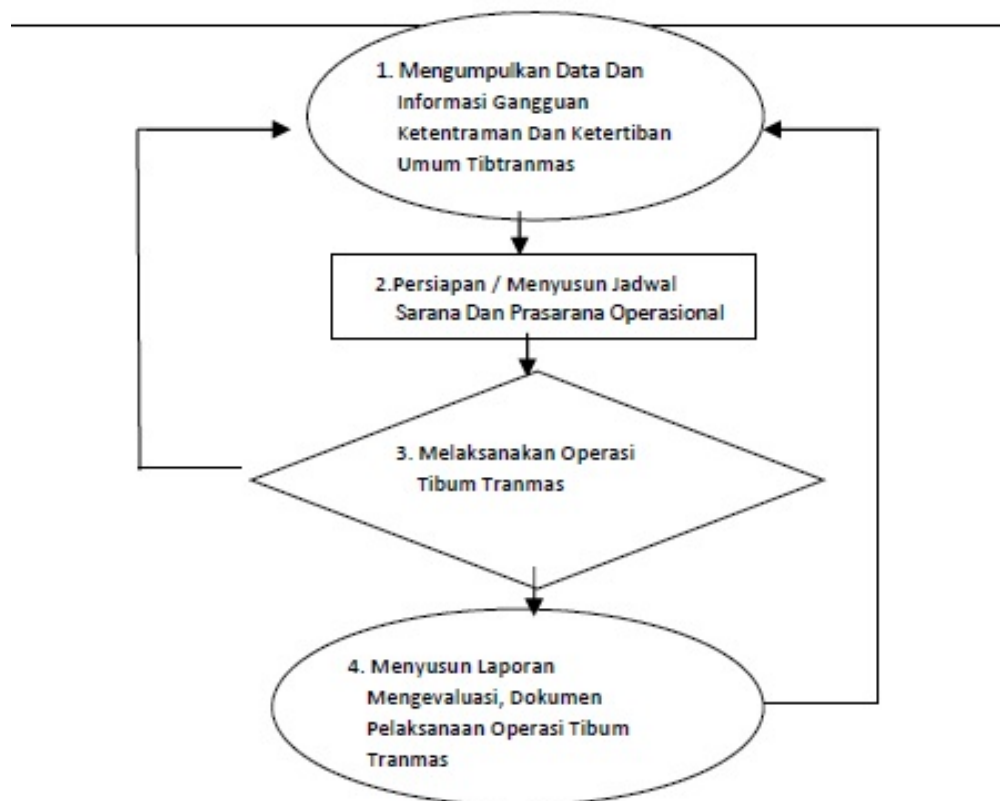 1. Mengumpulkan Data Dan
Informasi Gangguan
Ketentraman Dan Ketertiban
Umum Tibtranmas
2.Persiapan / Menyusun Jadwal
Sarana Dan Prasarana Operasional
3. Melaksanakan Operasi
Tibum Tranmas
4. Menyusun Laporan
Mengevaluasi, Dokumen
Pelaksanaan Operasi Tibum
Tranmas